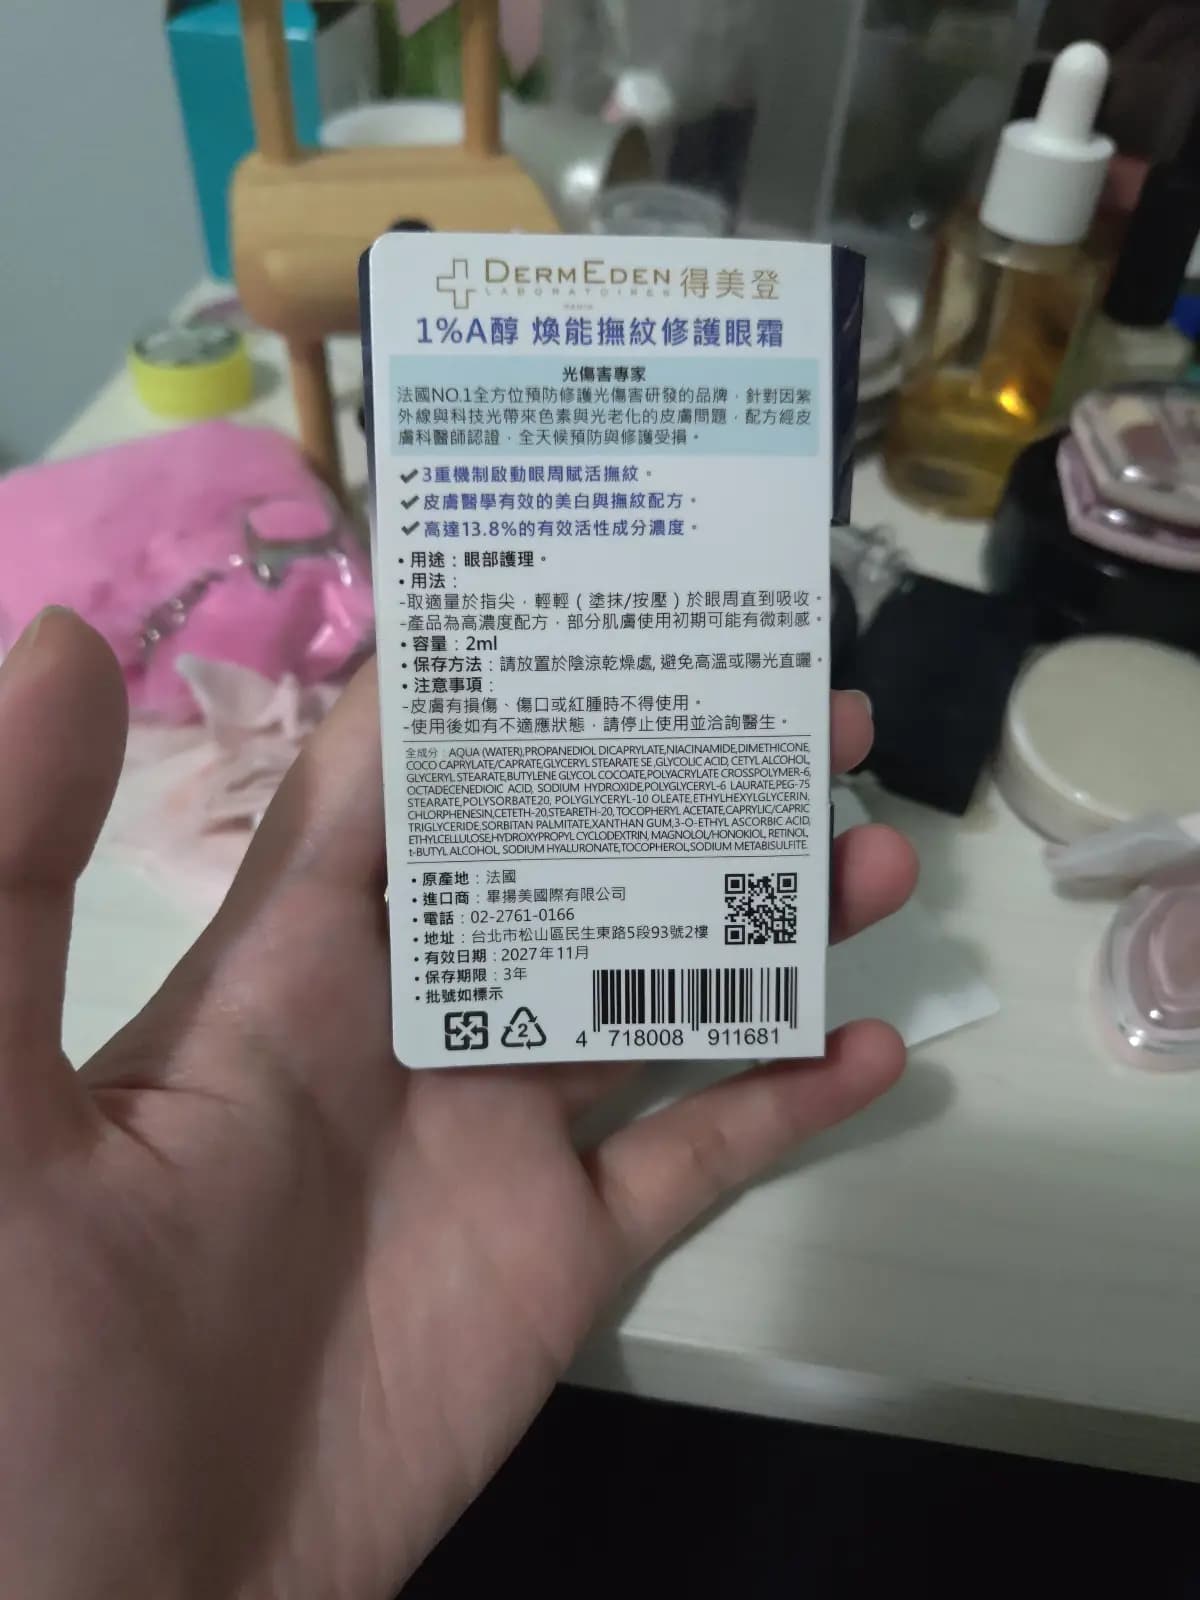 DERMEDEN 得美登
LABORATOIRES
PARIS
1%A醇 煥能撫紋修護眼霜
光傷害專家
法國NO.1全方位預防修護光傷害研發的品牌，針對因紫
外線與科技光帶來色素與光老化的皮膚問題，配方經皮
膚科醫師認證，全天候預防與修護受損。
✔3重機制啟動眼周賦活撫紋。
✔皮膚醫學有效的美白與撫紋配方。
✔高達13.8%的有效活性成分濃度。
•用途：眼部護理。
•用法：
-取適量於指尖，輕輕（塗抹/按壓）於眼周直到吸收。
-產品為高濃度配方，部分肌膚使用初期可能有微刺感。
•容量：2ml
•保存方法：請放置於陰涼乾燥處,避免高溫或陽光直曬。
•注意事項：
-皮膚有損傷、傷口或紅腫時不得使用。
-使用後如有不適應狀態，請停止使用並洽詢醫生。
全成分：AQUA (WATER),PROPANEDIOL DICAPRYLATE,NIACINAMIDE,DIMETHICONE,
COCO CAPRYLATE/CAPRATE,GLYCERYL STEARATE SE,GLYCOLIC ACID, CETYL ALCOHOL,
GLYCERYL STEARATE,BUTYLENE GLYCOL COCOATE,POLYACRYLATE CROSSPOLYMER-6,
OCTADECENEDIOIC ACID, SODIUM HYDROXIDE,POLYGLYCERYL-6 LAURATE,PEG-75
STEARATE,POLYSORBATE20, POLYGLYCERYL-10 OLEATE,ETHYLHEXYLGLYCERIN,
CHLORPHENESIN,CETETH-20,STEARETH-20, TOCOPHERYL ACETATE,CAPRYLIC/CAPRIC
TRIGLYCERIDE,SORBITAN PALMITATE,XANTHAN GUM,3-O-ETHYL ASCORBIC ACID,
ETHYLCELLULOSE,HYDROXYPROPYL CYCLODEXTRIN, MAGNOLOL/HONOKIOL, RETINOL,
t-BUTYL ALCOHOL, SODIUM HYALURONATE,TOCOPHEROL,SODIUM METABISULFITE.
•原產地：法國
•進口商：畢揚美國際有限公司
•電話：02-2761-0166
•地址：台北市松山區民生東路5段93號2樓
•有效日期：2027年11月
•保存期限：3年
•批號如標示
2
4 718008 911681